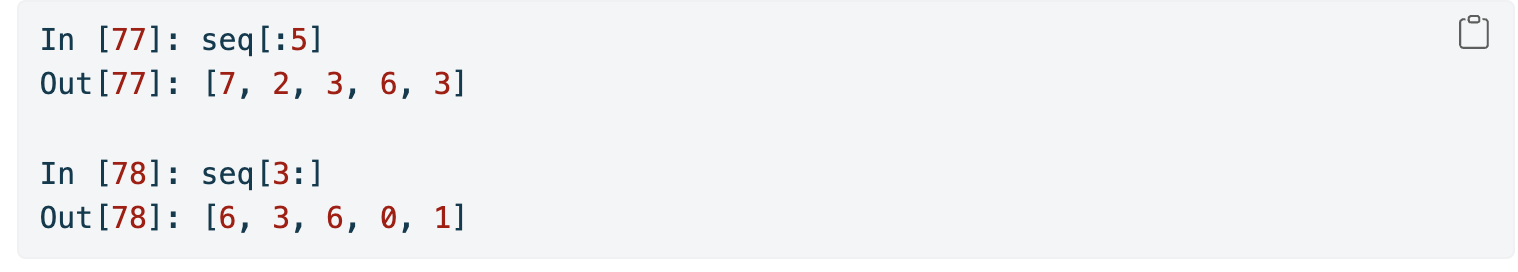 In [77]: seq[:5]
Out[77]: [7, 2, 3, 6, 3]
In [78]: seq[3:]
Out[78]: [6, 3, 6, 0, 1]